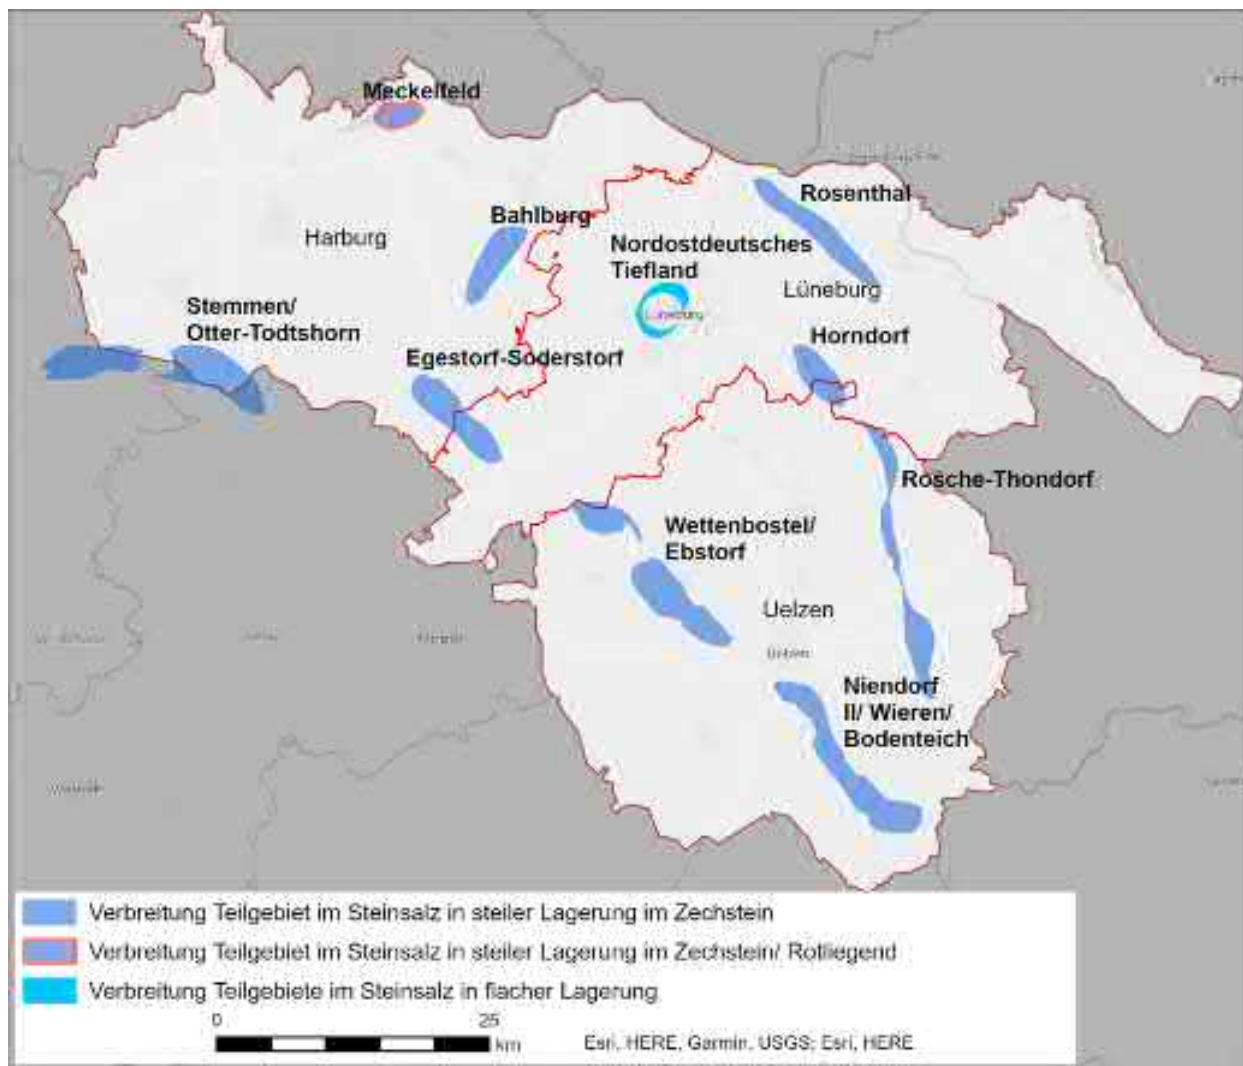 Meckelfeld
Rosenthal
Bahlburg
Harburg
Nordostdeutsches
Tiefland
Lüneburg
Stemmen/
Otter-Todtshorn
Lüneburg
Horndorf
Egestorf-Soderstorf
Rosche-Thondorf
Wettenbostel/
Ebstorf
Uelzen
Uelzen
Niendorf
II/ Wieren/
Bodenteich
Verbreitung Teilgebiet im Steinsalz in steiler Lagerung im Zechstein
Verbreitung Teilgebiet im Steinsalz in steiler Lagerung im Zechstein/ Rotliegend
Verbreitung Teilgebiete im Steinsalz in flacher Lagerung
0 25
km
Esri, HERE, Garmin, USGS; Esri, HERE